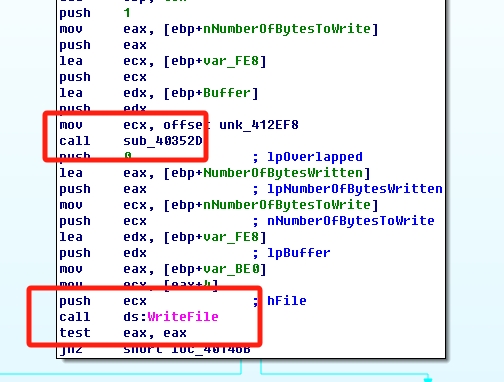 push 1
mov eax, [ebp+nNumberOfBytesToWrite]
push eax
lea ecx, [ebp+var_FE8]
push ecx
lea edx, [ebp+Buffer]
push edx
mov ecx, offset unk_412EF8
call sub_40352D
push 0 ; lpOverlapped
lea eax, [ebp+NumberOfBytesWritten]
push eax ; lpNumberOfBytesWritten
mov ecx, [ebp+nNumberOfBytesToWrite]
push ecx ; nNumberOfBytesToWrite
lea edx, [ebp+var_FE8]
push edx ; lpBuffer
mov eax, [ebp+var_BE0]
mov ecx, [eax+4]
push ecx ; hFile
call ds:WriteFile
test eax, eax
jnz short loc_40146B